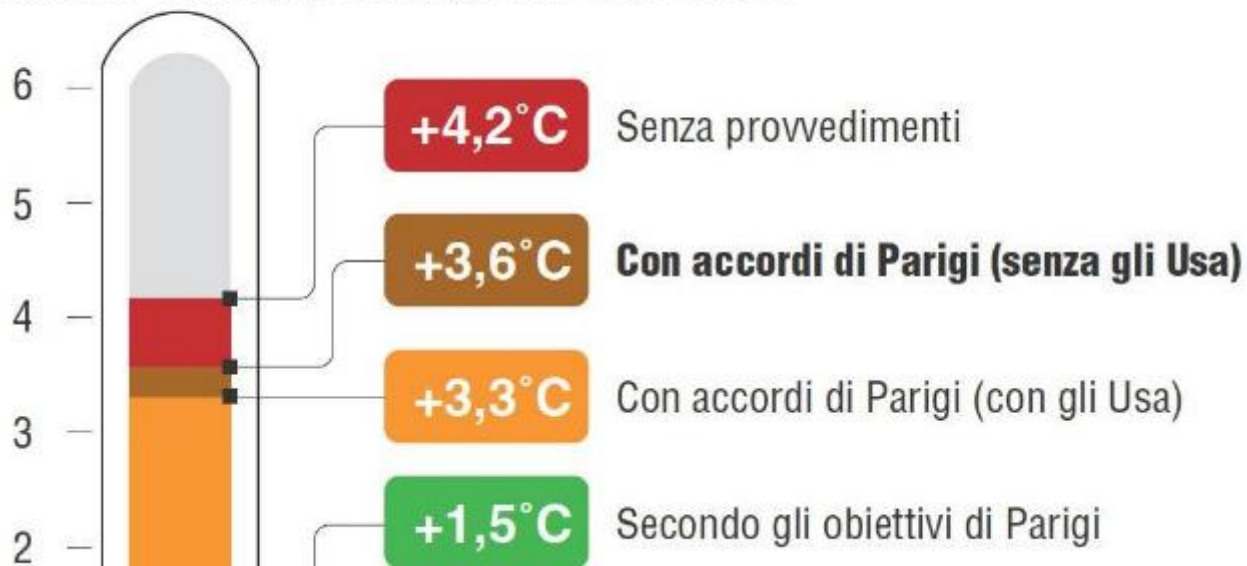 6
+4,2°C Senza provvedimenti
5
+3,6°C Con accordi di Parigi (senza gli Usa)
4
+3,3°C Con accordi di Parigi (con gli Usa)
3
+1,5°C Secondo gli obiettivi di Parigi
2